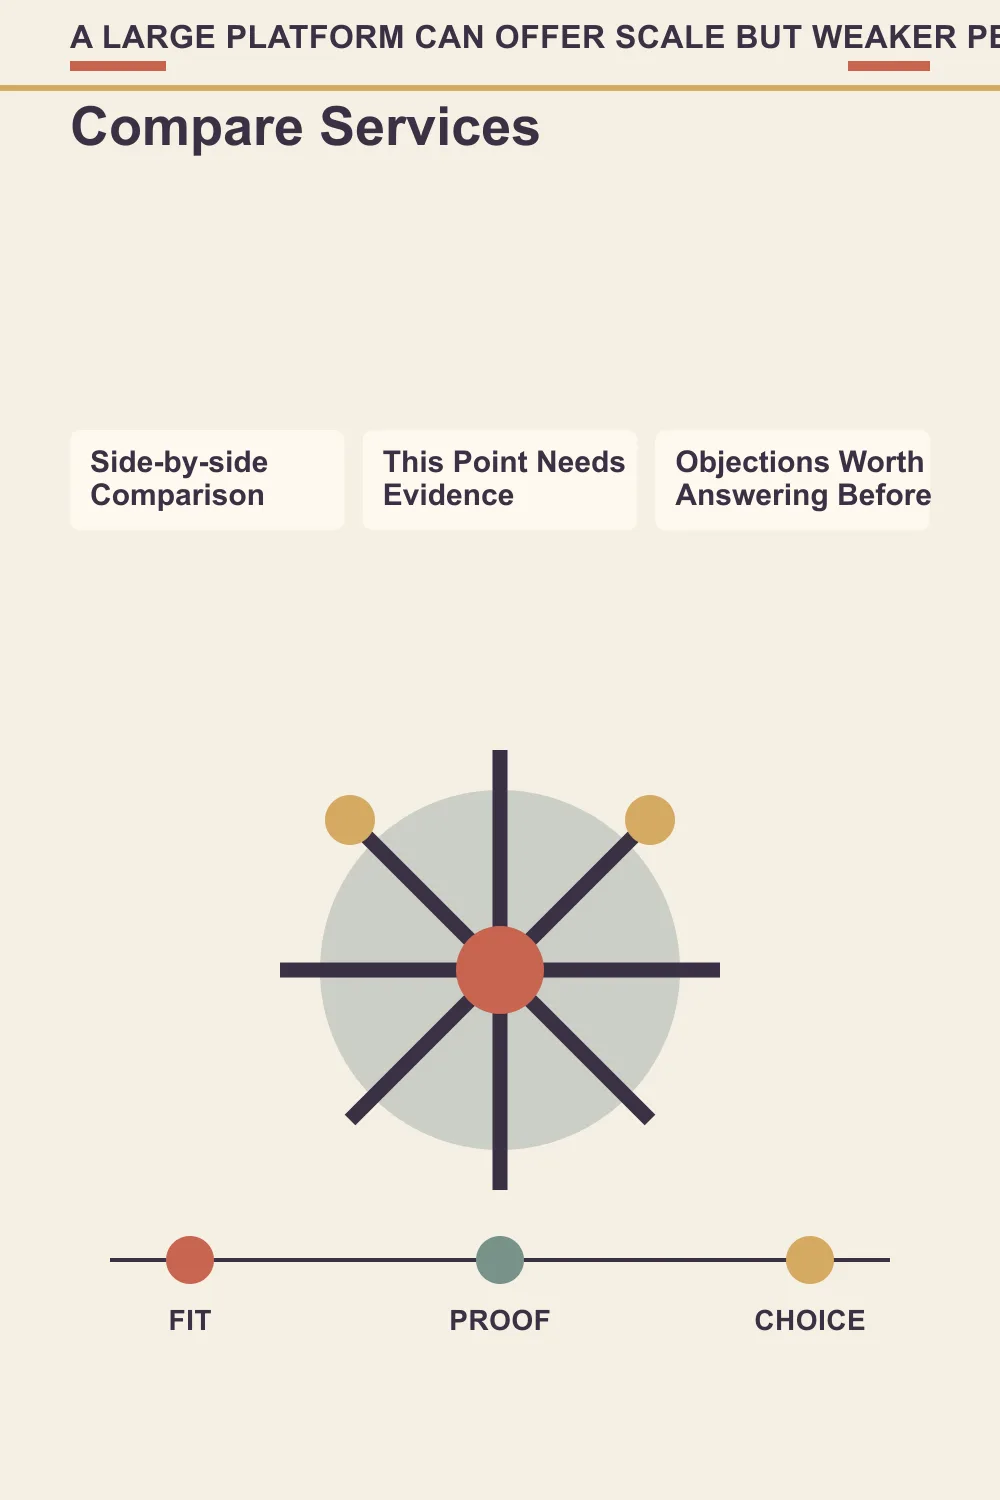 A LARGE PLATFORM CAN OFFER SCALE BUT WEAKER
Compare Services
Side-by-side
Comparison
This Point Needs
Evidence
Objections Worth
Answering Before
FIT
PROOF
CHOICE